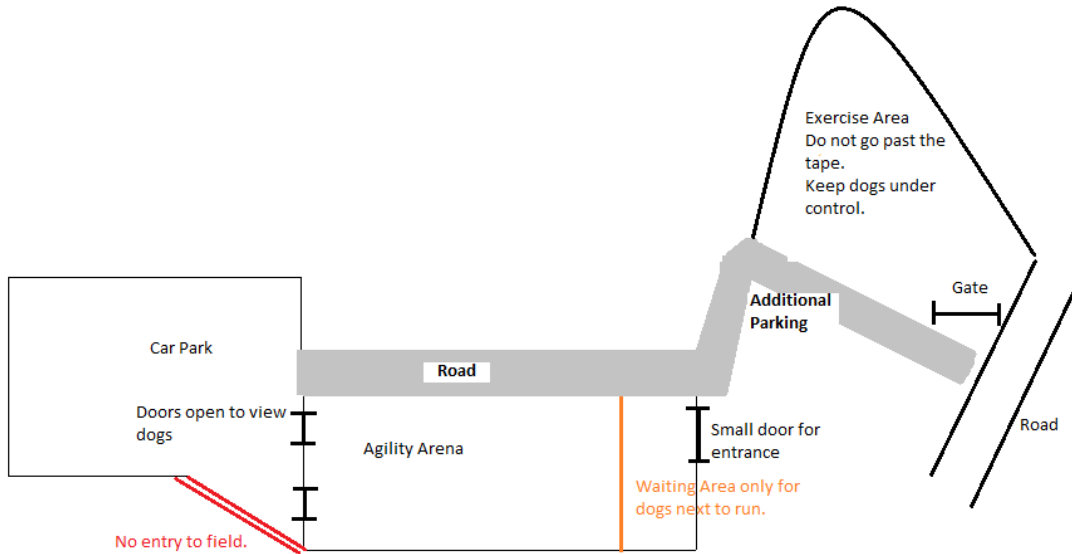 Exercise Area
Do not go past the
tape.
Keep dogs under
control.
Gate
Additional
Parking
Car Park
Road
Doors open to view
dogs
Agility Arena
Small door for
entrance
Road
Waiting Area only for
dogs next to run.
No entry to field.